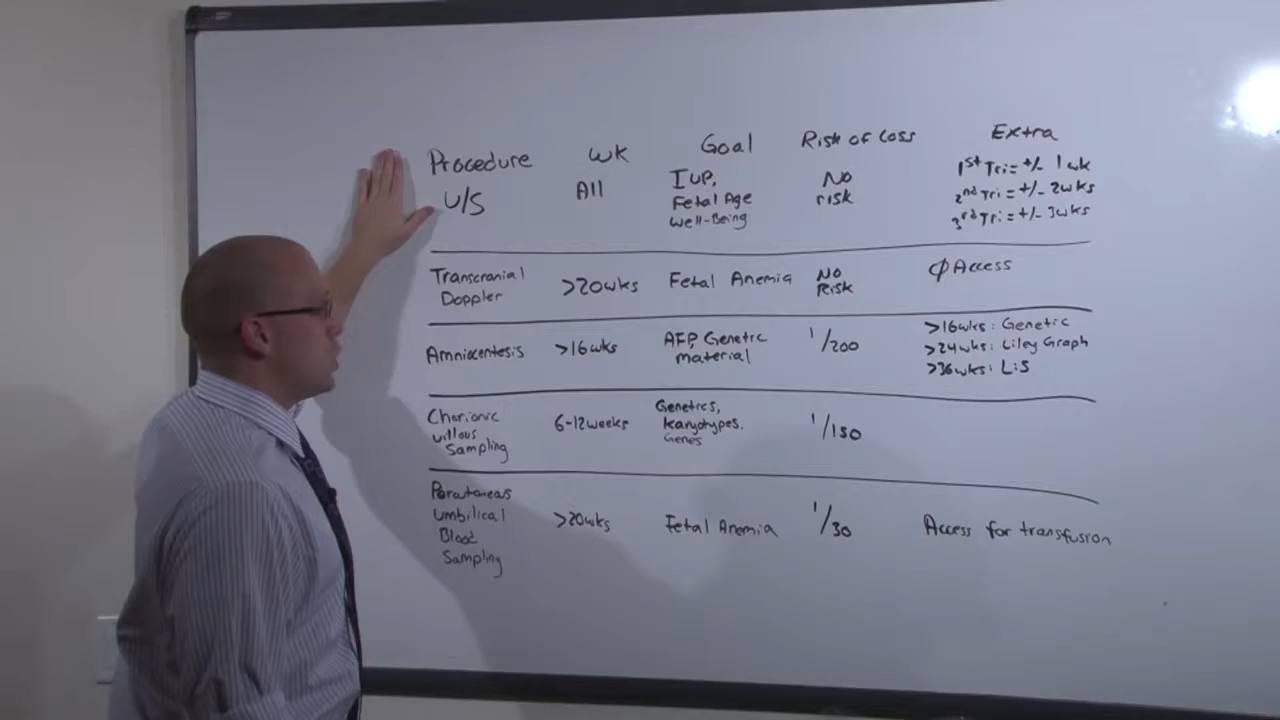 Procedure WK Goal Risk of Loss Extra
U/S All IUP, No 1st Tri = +/- 1wk
Fetal Age risk 2nd Tri = +/- 2wks
Well-Being 3rd Tri = +/- 3wks
Transcranial >20wks Fetal Anemia No φ Access
Doppler Risk
Amniocentesis >16wks AFP, Genetic 1/200 >16wks: Genetic
material >24wks: Liley Graph
>36wks: L:S
Chorionic 6-12weeks Genetics, 1/150
villous Karyotypes,
Sampling Genes
Percutaneous >20wks Fetal Anemia 1/30 Access for transfusion
Umbilical
Blood
Sampling